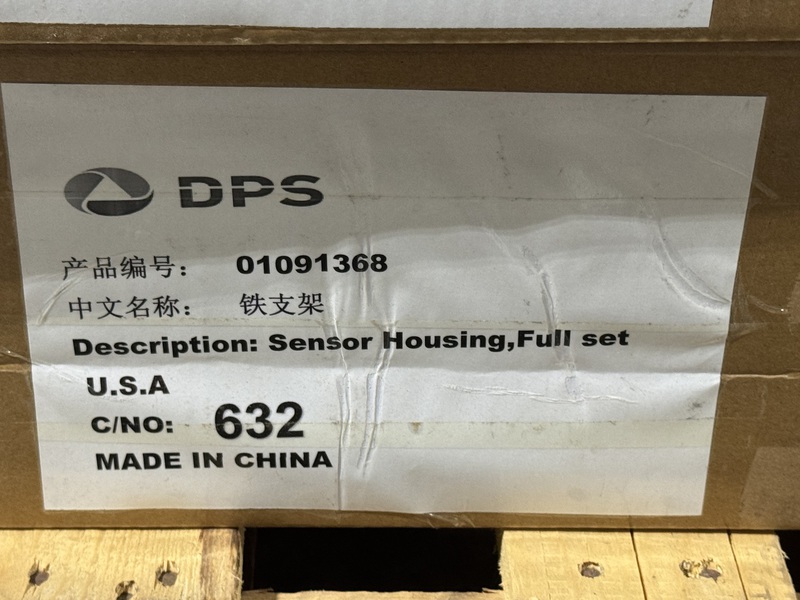 DPS
产品编号： 01091368
中文名称： 铁支架
Description: Sensor Housing,Full set
U.S.A
C/NO: 632
MADE IN CHINA